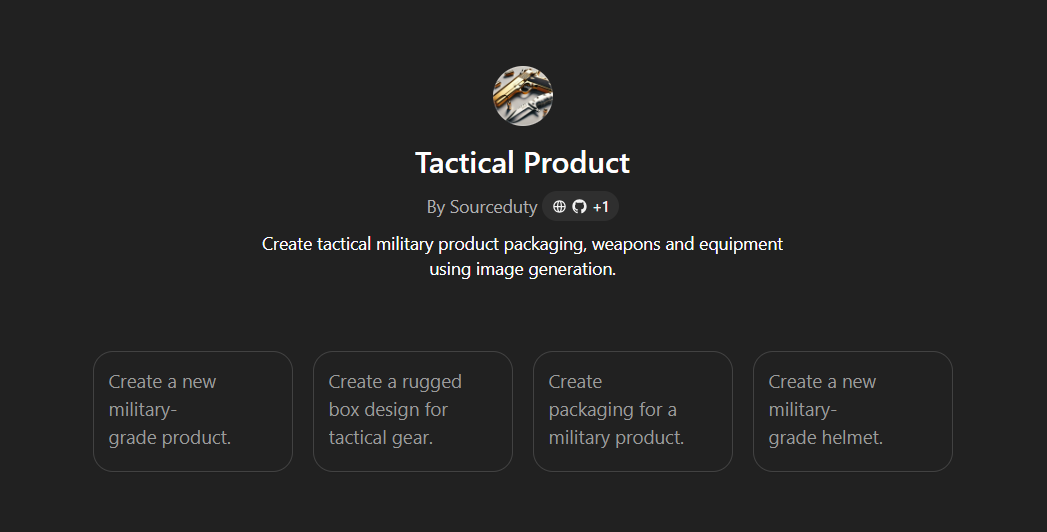 Tactical Product
By Sourceduty +1
Create tactical military product packaging, weapons and equipment
using image generation.
Create a new
military-
grade product.
Create a rugged
box design for
tactical gear.
Create
packaging for a
military product.
Create a new
military-
grade helmet.